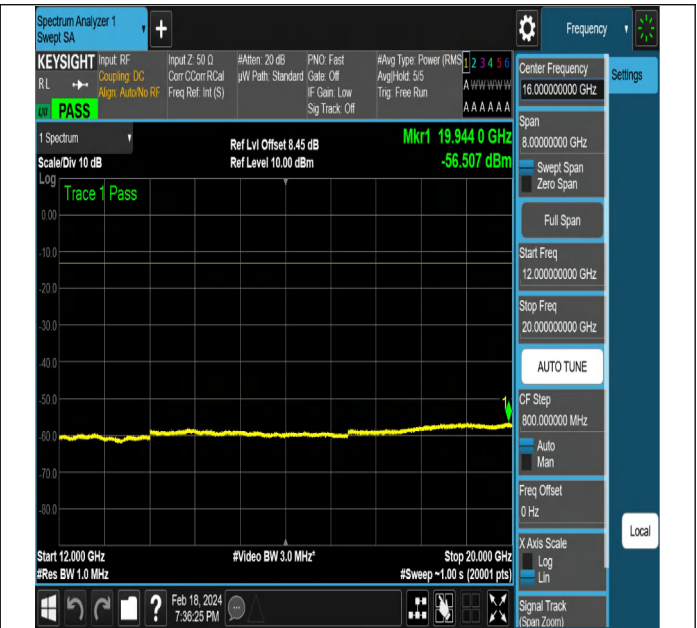 Spectrum Analyzer 1
Swept SA
+
Frequency
KEYSIGHT
RL
LXI
PASS
Input: RF
Coupling: DC
Align: Auto/No RF
Input Z: 50 Ω
Corr CCorr RCal
Freq Ref: Int (S)
#Atten: 20 dB
µW Path: Standard
PNO: Fast
Gate: Off
IF Gain: Low
Sig Track: Off
#Avg Type: Power (RMS
Avg|Hold: 5/5
Trig: Free Run
1 2 3 4 5 6
A W W W W W
A A A A A A
Center Frequency
16.000000000 GHz
Settings
1 Spectrum
Scale/Div 10 dB
Log
Ref Lvl Offset 8.45 dB
Ref Level 10.00 dBm
Mkr1 19.944 0 GHz
-56.507 dBm
Trace 1 Pass
0.00
-10.0
-20.0
-30.0
-40.0
-50.0
-60.0
-70.0
-80.0
1
Span
8.00000000 GHz
Swept Span
Zero Span
Full Span
Start Freq
12.000000000 GHz
Stop Freq
20.000000000 GHz
AUTO TUNE
CF Step
800.000000 MHz
Auto
Man
Freq Offset
0 Hz
X Axis Scale
Log
Lin
Signal Track
(Span Zoom)
Local
Start 12.000 GHz
#Res BW 1.0 MHz
#Video BW 3.0 MHz*
Stop 20.000 GHz
#Sweep ~1.00 s (20001 pts)
?
Feb 18, 2024
7:36:25 PM